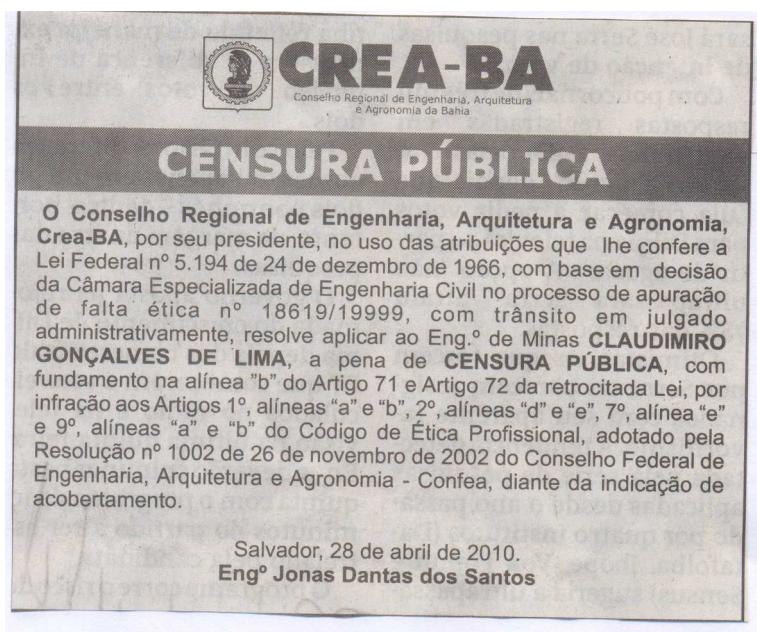 CREA-BA
Conselho Regional de Engenharia, Arquitetura
e Agronomia da Bahia
CENSURA PÚBLICA
O Conselho Regional de Engenharia, Arquitetura e Agronomia,
Crea-BA, por seu presidente, no uso das atribuições que lhe confere a
Lei Federal nº 5.194 de 24 de dezembro de 1966, com base em decisão
da Câmara Especializada de Engenharia Civil no processo de apuração
de falta ética nº 18619/19999, com trânsito em julgado
administrativamente, resolve aplicar ao Eng.º de Minas CLAUDIMIRO
GONÇALVES DE LIMA, a pena de CENSURA PÚBLICA, com
fundamento na alínea "b" do Artigo 71 e Artigo 72 da retrocitada Lei, por
infração aos Artigos 1º, alíneas "a" e "b", 2º, alíneas "d" e "e", 7º, alínea "e"
e 9º, alíneas "a" e "b" do Código de Ética Profissional, adotado pela
Resolução nº 1002 de 26 de novembro de 2002 do Conselho Federal de
Engenharia, Arquitetura e Agronomia - Confea, diante da indicação de
acobertamento.
Salvador, 28 de abril de 2010.
Engº Jonas Dantas dos Santos